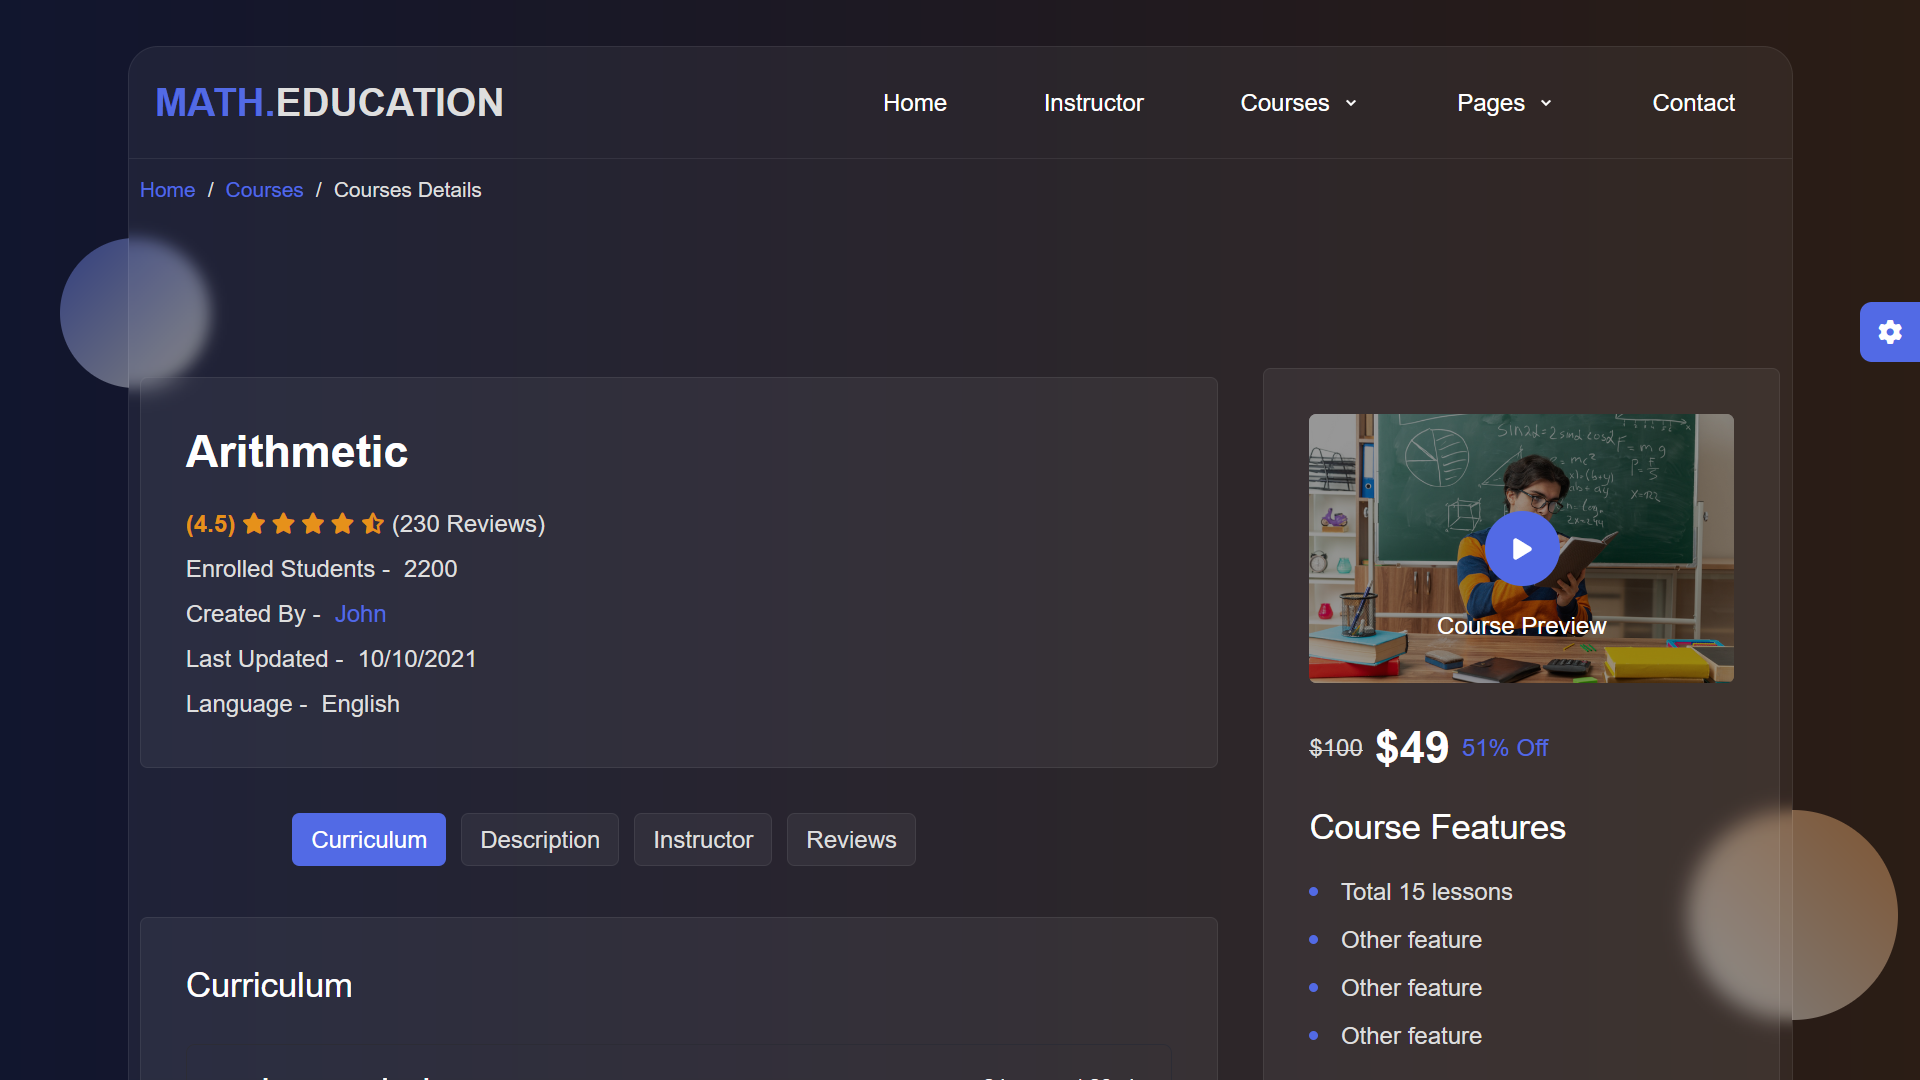 MATH.EDUCATION
Home
Instructor
Courses
Pages
Contact
Home / Courses / Courses Details
Arithmetic
(4.5) (230 Reviews)
Enrolled Students - 2200
Created By - John
Last Updated - 10/10/2021
Language - English
Curriculum
Description
Instructor
Reviews
Curriculum
Course Preview
$100 $49 51% Off
Course Features
Total 15 lessons
Other feature
Other feature
Other feature